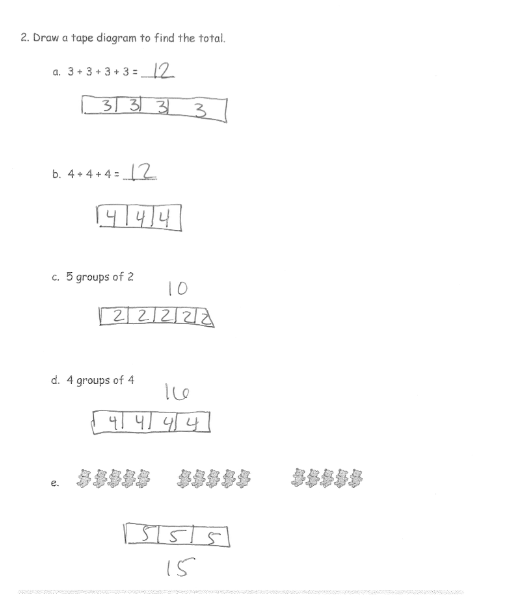 2. Draw a tape diagram to find the total.
a. 3 + 3 + 3 + 3 = 12
3 3 3 3
b. 4 + 4 + 4 = 12
4 4 4
c. 5 groups of 2
10
2 2 2 2 2
d. 4 groups of 4
16
4 4 4 4
e.
5 5 5
15